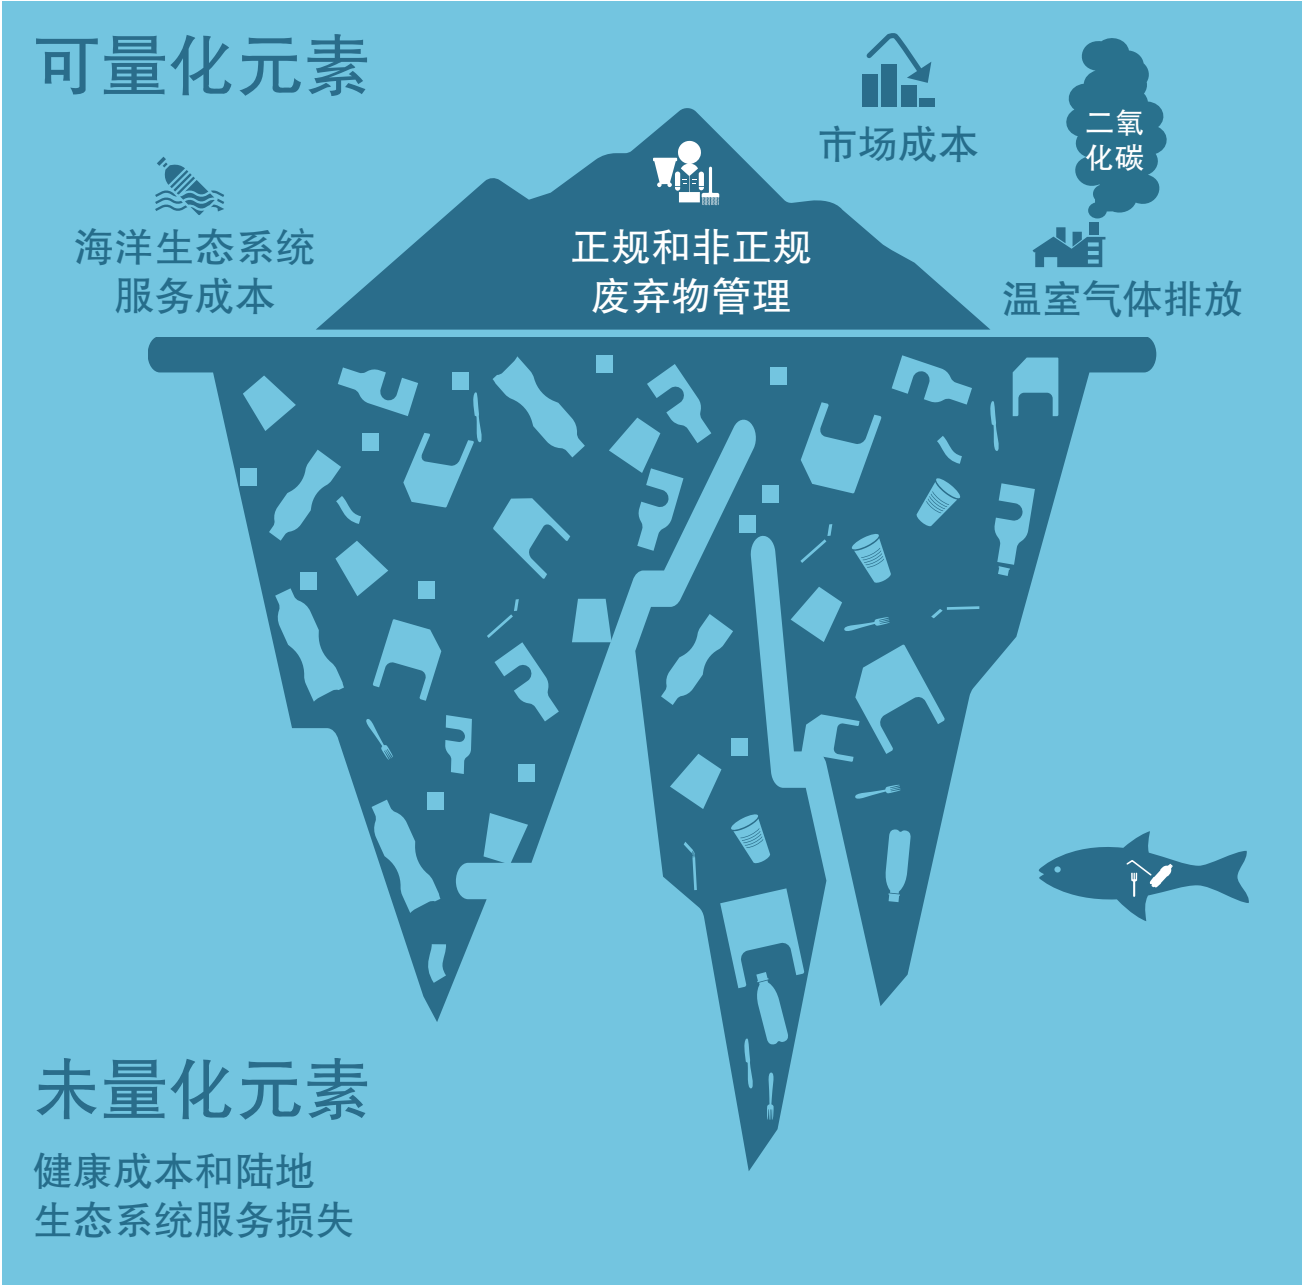 可量化元素
市场成本
二氧
化碳
海洋生态系统
服务成本
正规和非正规
废弃物管理
温室气体排放
未量化元素
健康成本和陆地
生态系统服务损失